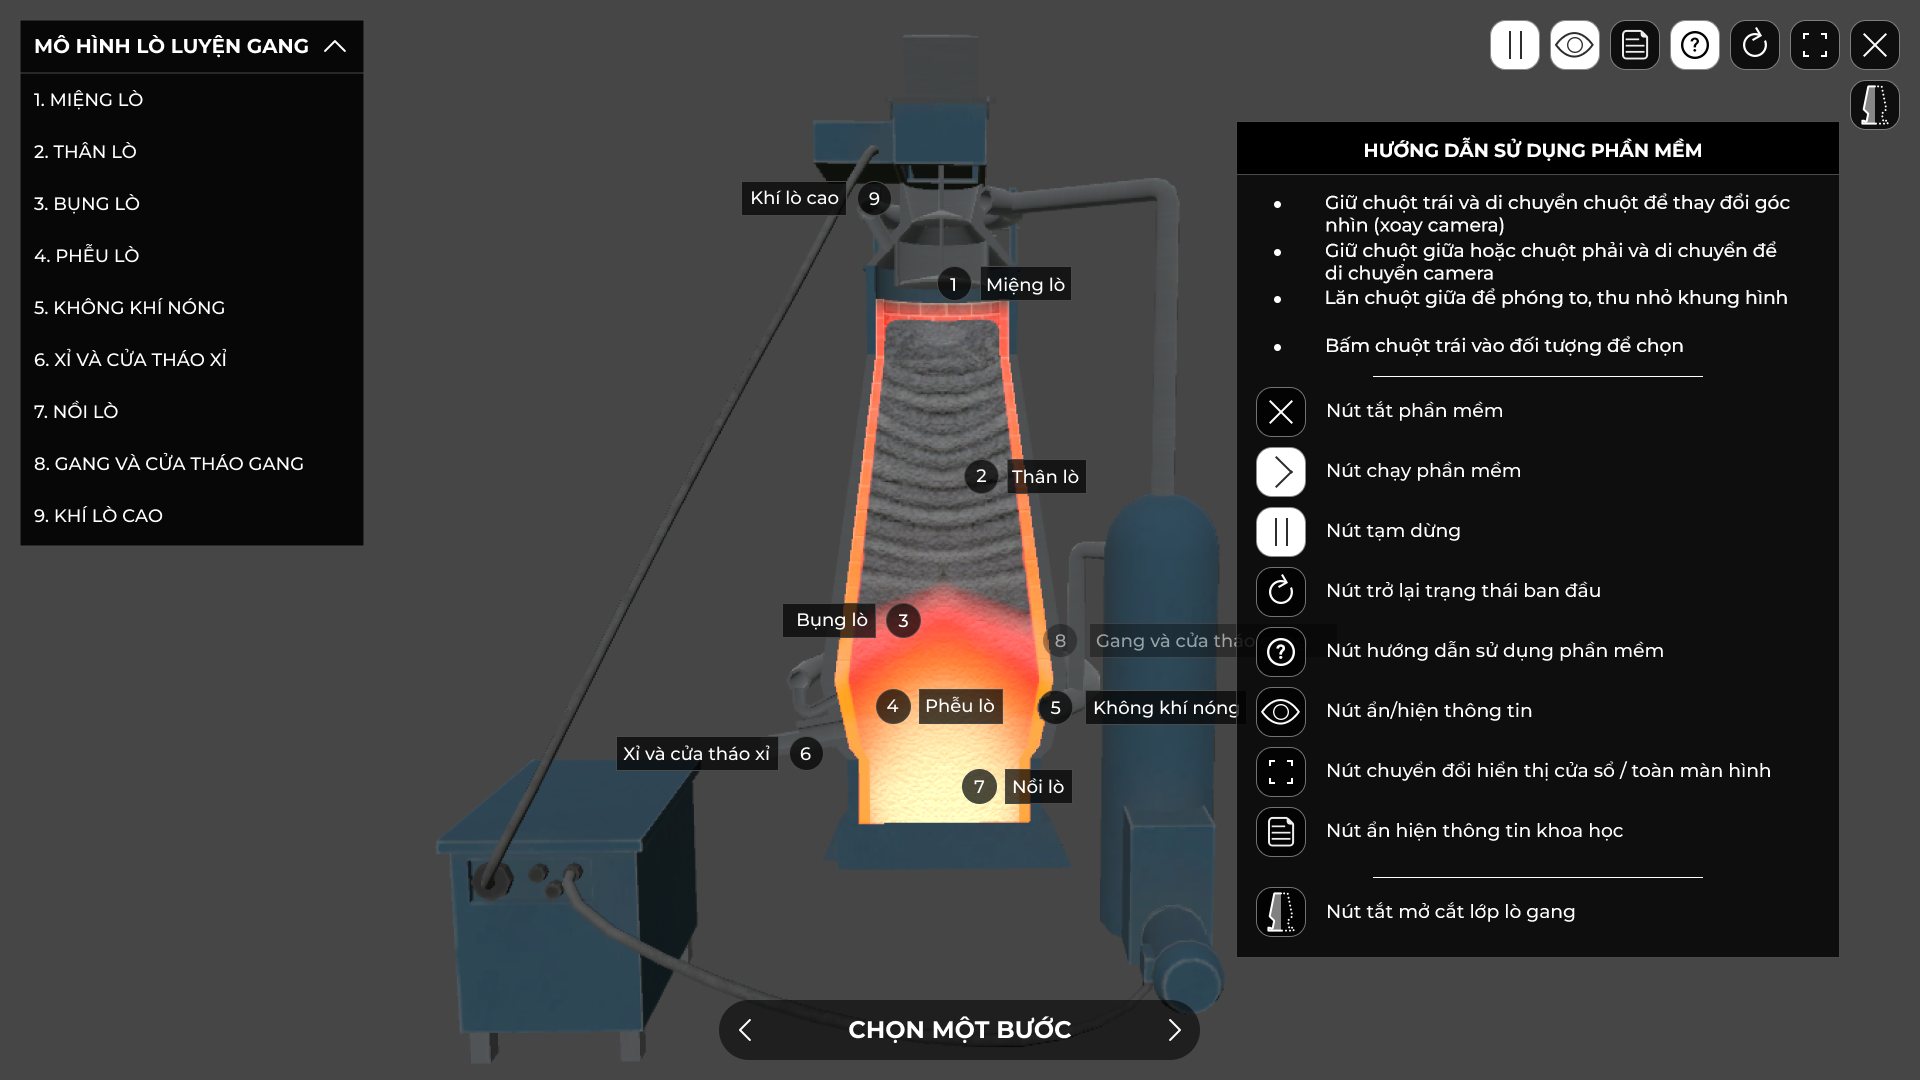 MÔ HÌNH LÒ LUYỆN GANG
1. MIỆNG LÒ
2. THÂN LÒ
3. BỤNG LÒ
4. PHỄU LÒ
5. KHÔNG KHÍ NÓNG
6. XỈ VÀ CỬA THÁO XỈ
7. NỒI LÒ
8. GANG VÀ CỬA THÁO GANG
9. KHÍ LÒ CAO
Khí lò cao 9
1 Miệng lò
2 Thân lò
Bụng lò 3
8 Gang và cửa tháo
4 Phễu lò
5 Không khí nóng
Xỉ và cửa tháo xỉ 6
7 Nồi lò
CHỌN MỘT BƯỚC
HƯỚNG DẪN SỬ DỤNG PHẦN MỀM
Giữ chuột trái và di chuyển chuột để thay đổi góc
nhìn (xoay camera)
Giữ chuột giữa hoặc chuột phải và di chuyển để
di chuyển camera
Lăn chuột giữa để phóng to, thu nhỏ khung hình
Bấm chuột trái vào đối tượng để chọn
Nút tắt phần mềm
Nút chạy phần mềm
Nút tạm dừng
Nút trở lại trạng thái ban đầu
Nút hướng dẫn sử dụng phần mềm
Nút ẩn/hiện thông tin
Nút chuyển đổi hiển thị cửa sổ / toàn màn hình
Nút ẩn hiện thông tin khoa học
Nút tắt mở cắt lớp lò gang